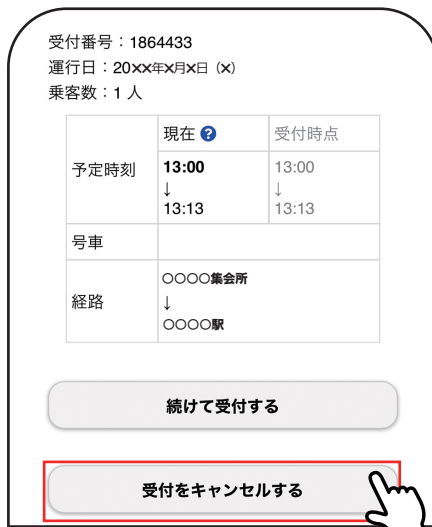 受付番号：1864433
運行日：20××年×月×日（×）
乗客数：1 人
現在 ?
受付時点
予定時刻
13:00
↓
13:13
13:00
↓
13:13
号車
経路
○○○○集会所
↓
○○○○駅
続けて受付する
受付をキャンセルする